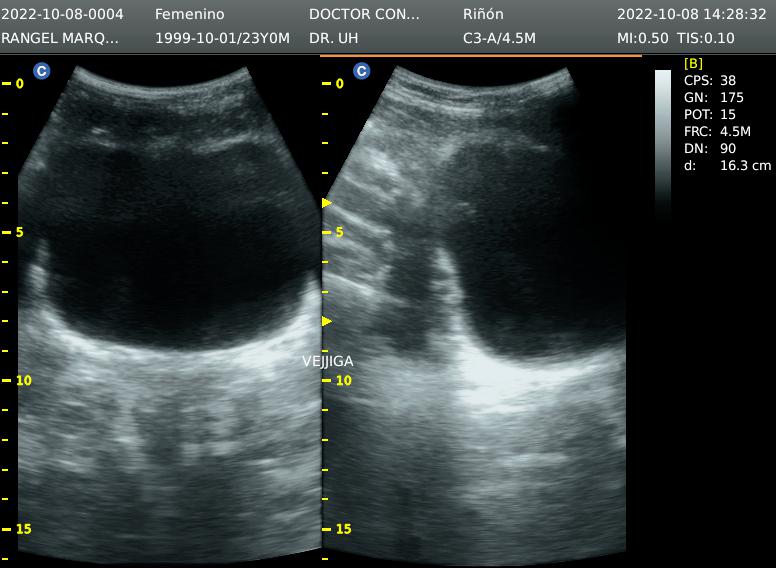 2022-10-08-0004 Femenino DOCTOR CON... Riñón 2022-10-08 14:28:32
RANGEL MARQ... 1999-10-01/23Y0M DR. UH C3-A/4.5M MI:0.50 TIS:0.10
C
C
[B]
CPS: 38
GN: 175
POT: 15
FRC: 4.5M
DN: 90
d: 16.3 cm
0
5
10
15
0
5
10
15
VEJJIGA